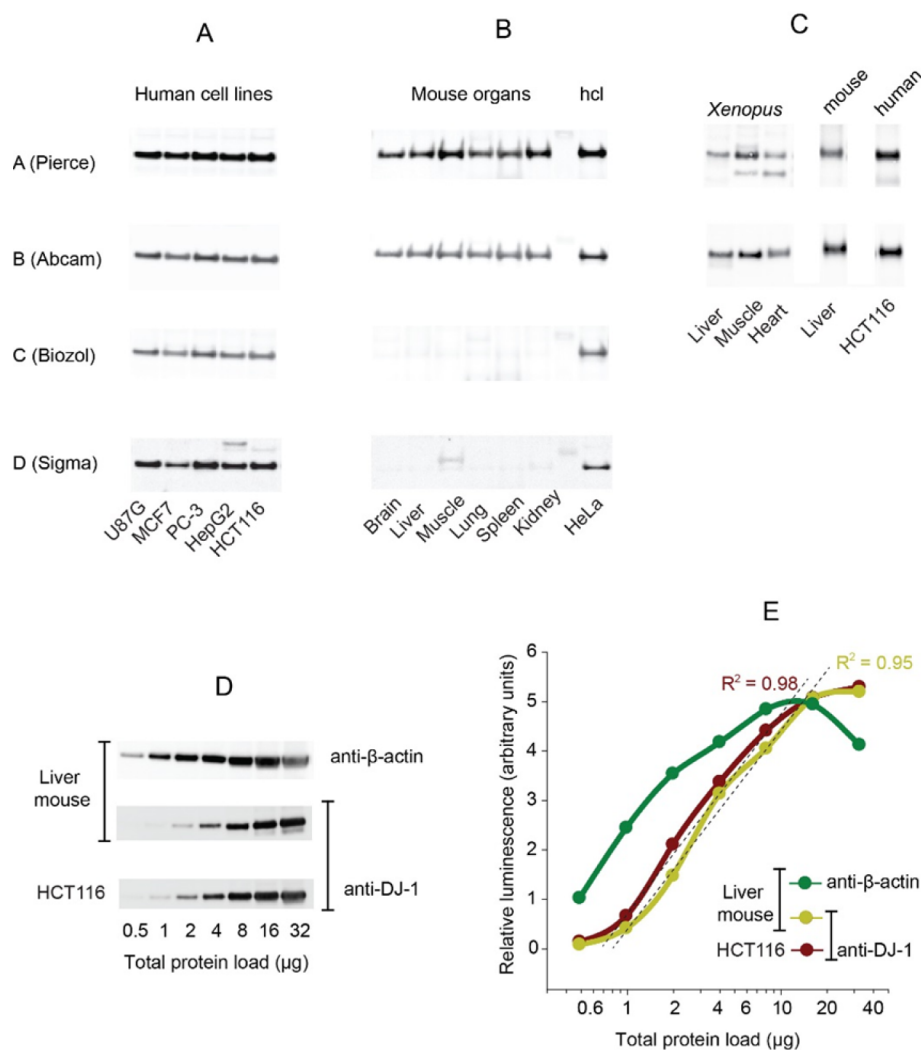 A
B
C
Human cell lines
Mouse organs
hcl
Xenopus
mouse
human
A (Pierce)
B (Abcam)
C (Biozol)
D (Sigma)
U87G
MCF7
PC-3
HepG2
HCT116
Brain
Liver
Muscle
Lung
Spleen
Kidney
HeLa
Liver
Muscle
Heart
Liver
HCT116
D
Liver
mouse
anti-β-actin
HCT116
anti-DJ-1
0.5 1 2 4 8 16 32
Total protein load (μg)
E
Relative luminescence (arbitrary units)
6
5
4
3
2
1
0
R² = 0.98
R² = 0.95
Liver
mouse
anti-β-actin
HCT116
anti-DJ-1
0.6 1 2 4 10 20 40
Total protein load (μg)